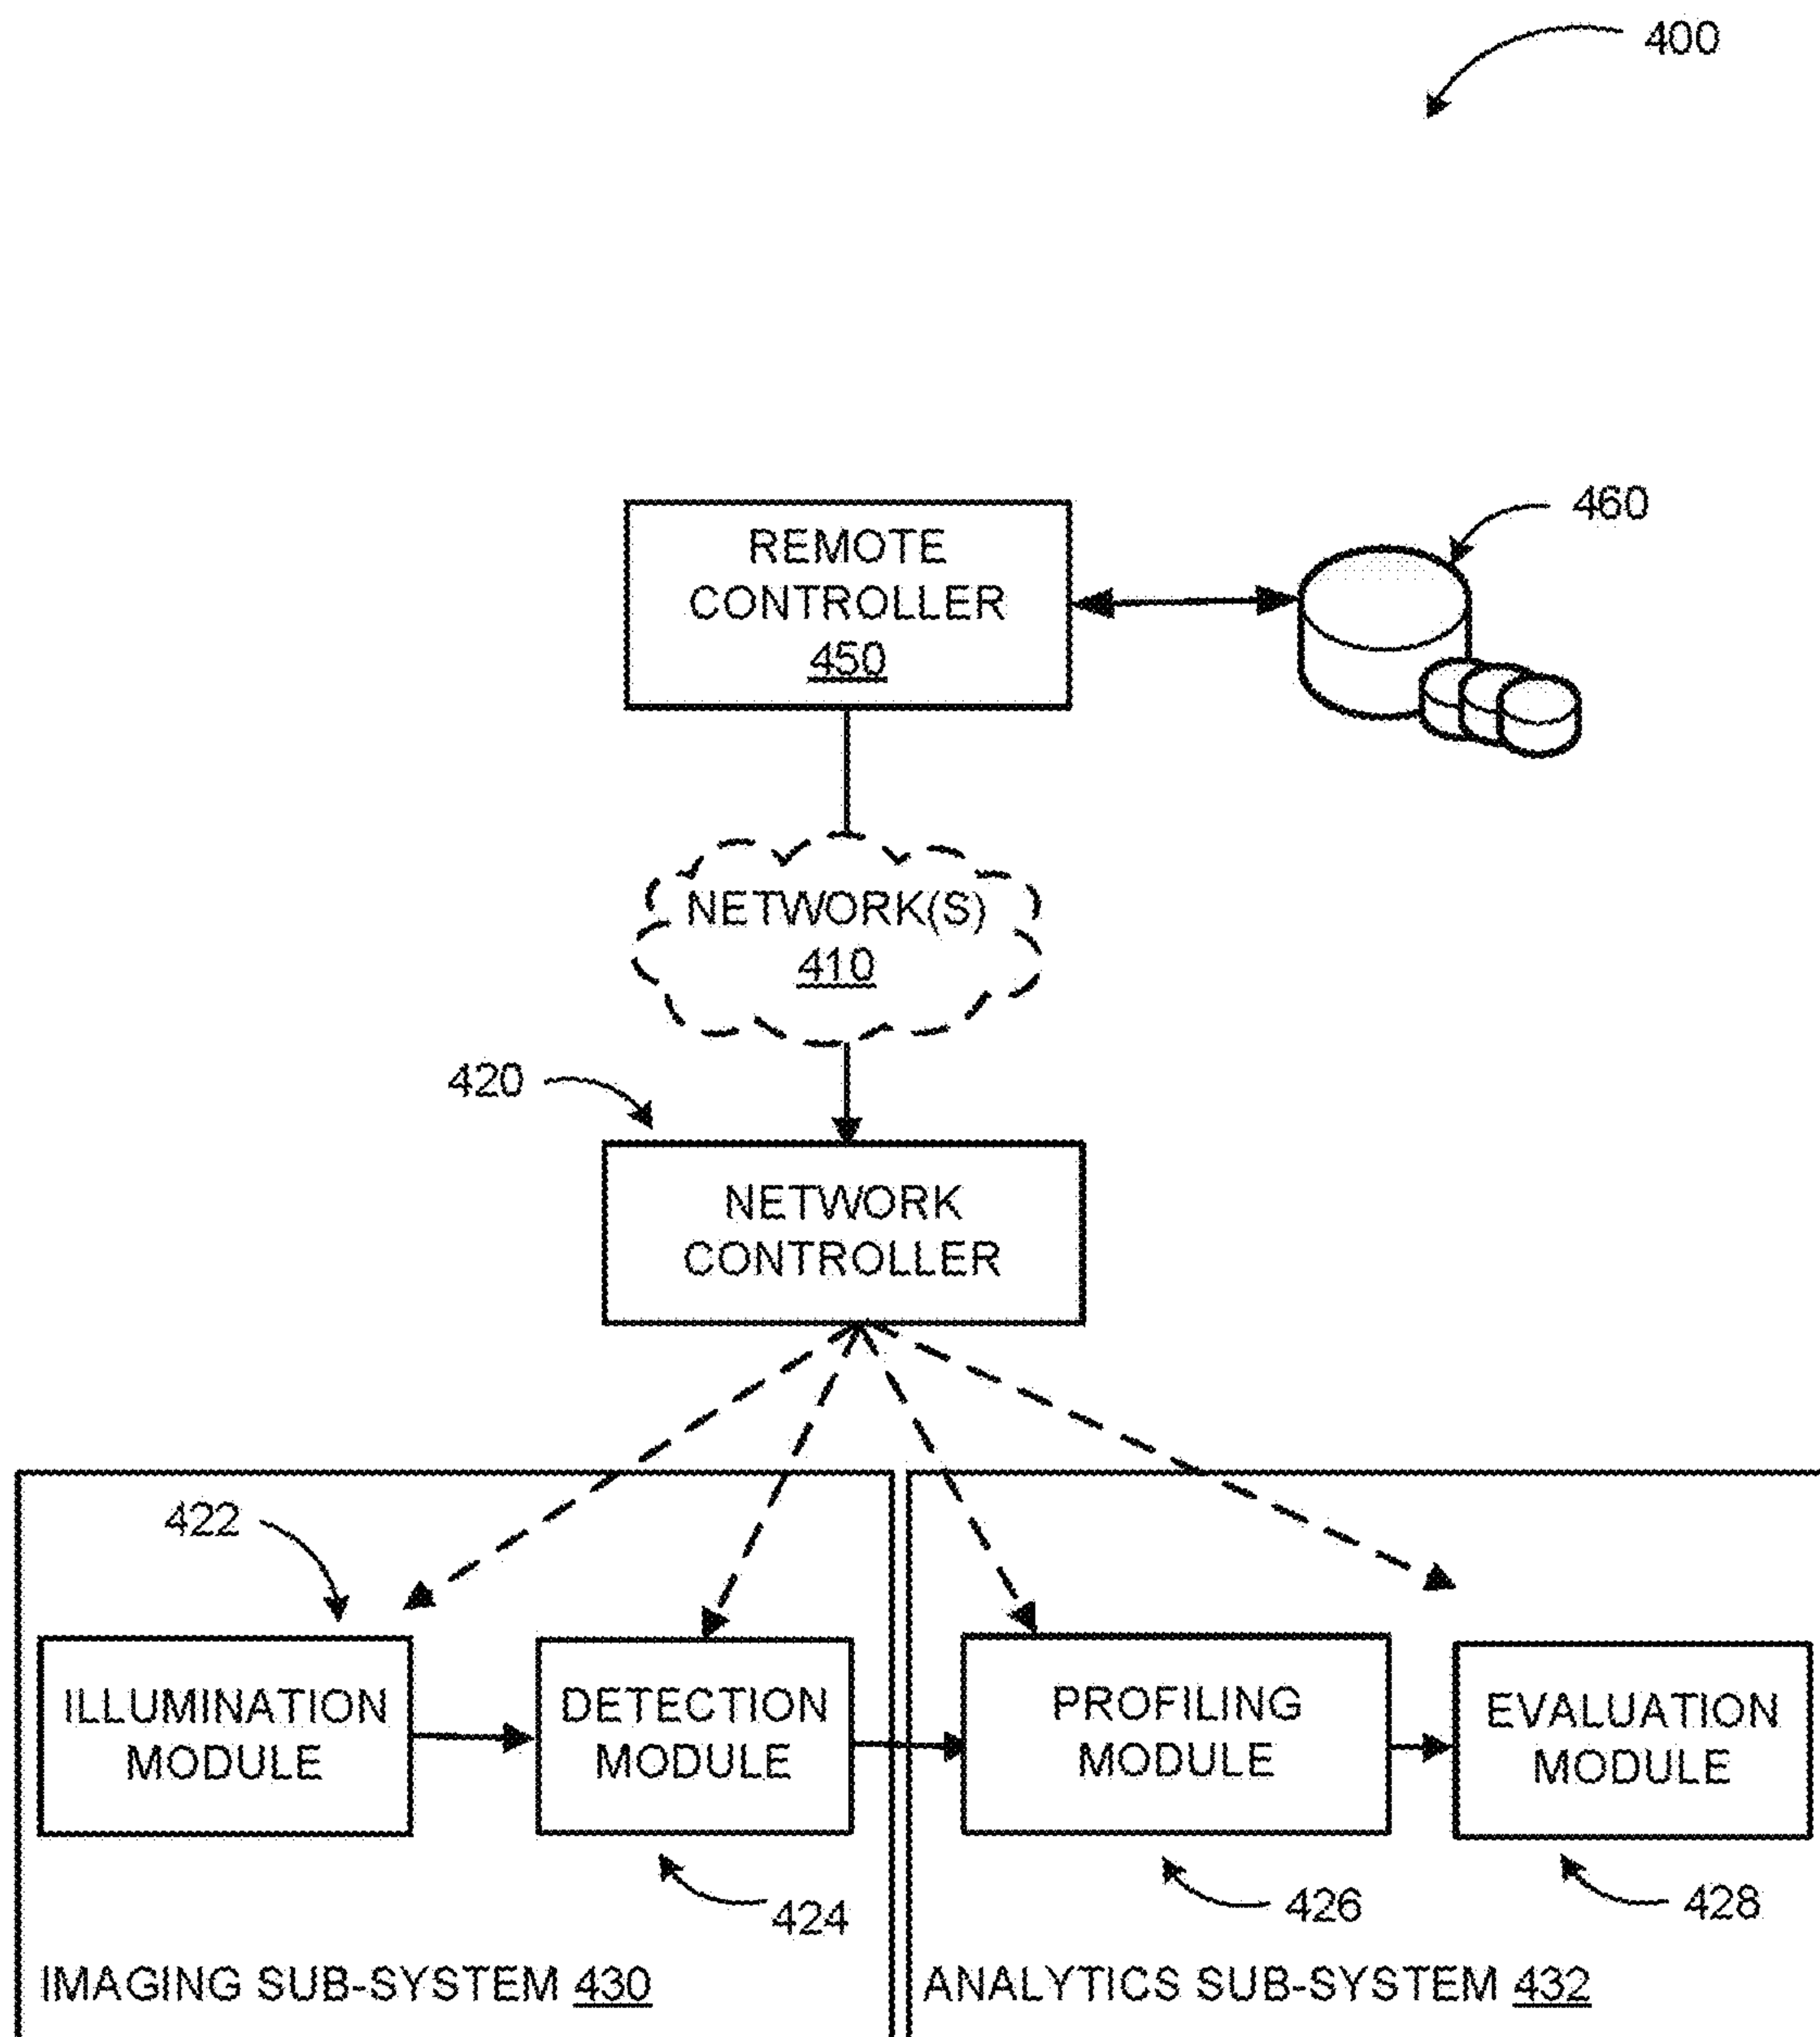 400
REMOTE
CONTROLLER
450
460
NETWORK(S)
410
420
NETWORK
CONTROLLER
422
ILLUMINATION
MODULE
DETECTION
MODULE
PROFILING
MODULE
EVALUATION
MODULE
424
426
428
IMAGING SUB-SYSTEM 430
ANALYTICS SUB-SYSTEM 432